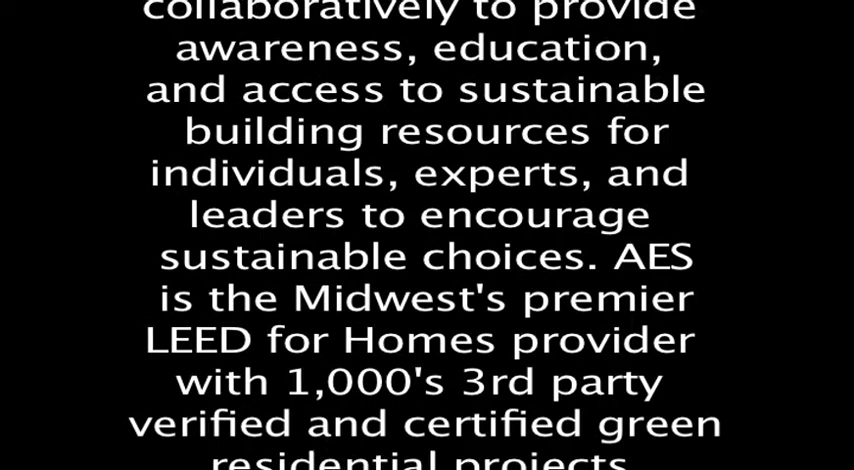 collaboratively to provide
awareness, education,
and access to sustainable
building resources for
individuals, experts, and
leaders to encourage
sustainable choices. AES
is the Midwest's premier
LEED for Homes provider
with 1,000's 3rd party
verified and certified green
residential projects